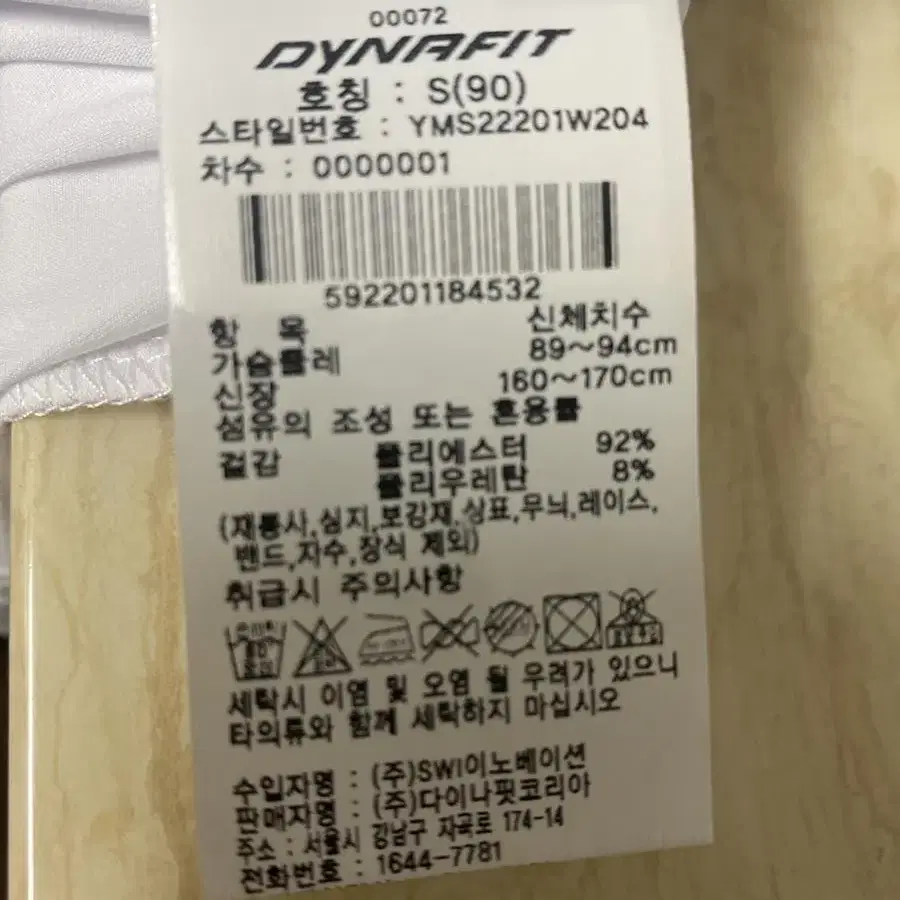 00072
DYNAFIT
호칭 : S(90)
스타일번호 : YMS22201W204
차수 : 0000001
592201184532
항 목 신체치수
가슴둘레 89~94cm
신장 160~170cm
섬유의 조성 또는 혼용률
겉감 폴리에스터 92%
폴리우레탄 8%
(재봉사,심지,보강재,상표,무늬,레이스,
밴드,자수,장식 제외)
취급시 주의사항
세탁시 이염 및 오염 될 우려가 있으니
타의류와 함께 세탁하지 마십시오
수입자명 : (주)SWI이노베이션
판매자명 : (주)다이나핏코리아
주소 : 서울시 강남구 자곡로 174-14
전화번호 : 1644-7781